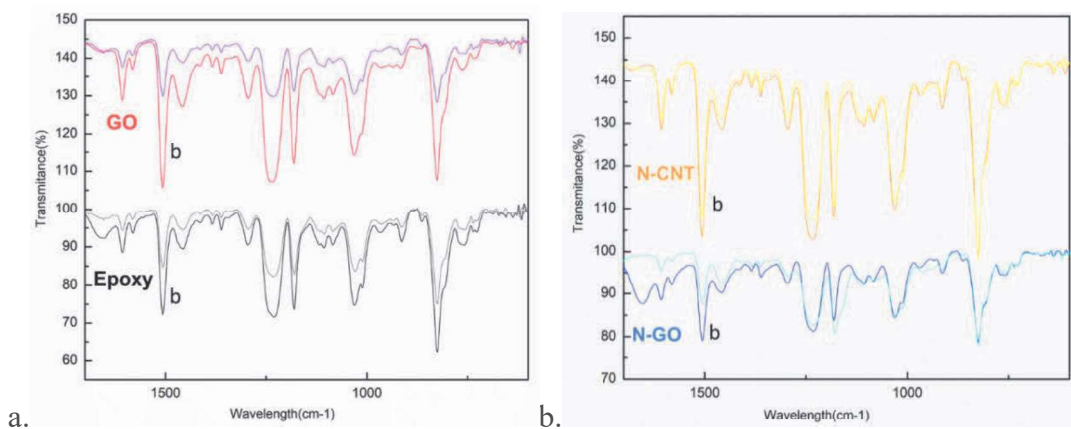 150
140
130
120
110
100
90
80
70
60
Transmitance(%)
GO
b
Epoxy
b
1500
1000
Wavelength(cm-1)
a.
150
140
130
120
110
100
90
80
70
Transmitance(%)
N-CNT
b
N-GO
b
1500
1000
Wavelength(cm-1)
b.